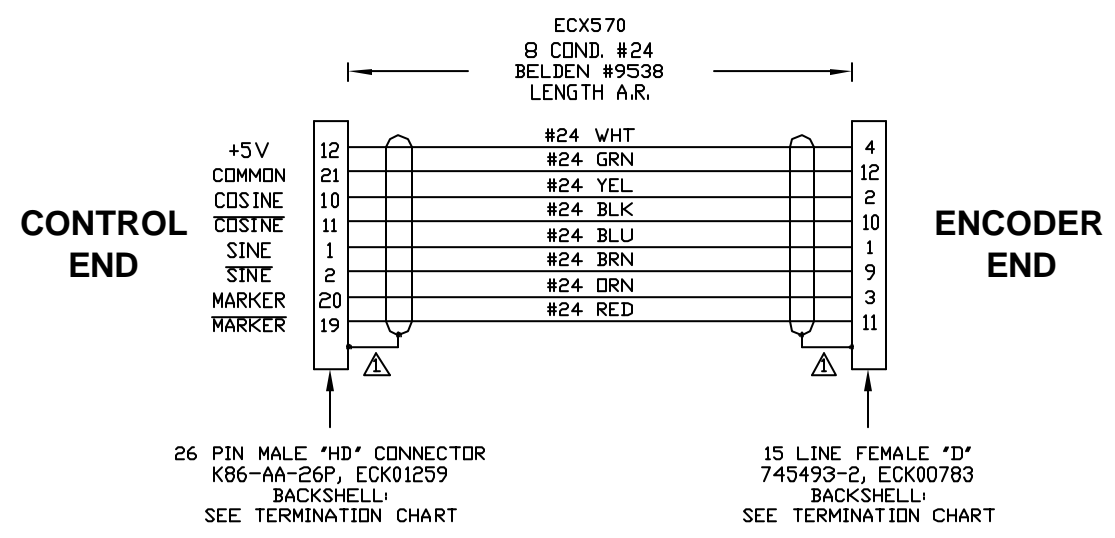 ECX570
8 COND. #24
BELDEN #9538
LENGTH A.R.
#24 WHT
+5V 12 4
#24 GRN
COMMON 21 12
#24 YEL
COSINE 10 2
#24 BLK
COSINE 11 10
#24 BLU
SINE 1 1
#24 BRN
SINE 2 9
#24 ORN
MARKER 20 3
#24 RED
MARKER 19 11
CONTROL
END
ENCODER
END
1 1
26 PIN MALE "HD" CONNECTOR
K86-AA-26P, ECK01259
BACKSHELL:
SEE TERMINATION CHART
15 LINE FEMALE "D"
745493-2, ECK00783
BACKSHELL:
SEE TERMINATION CHART